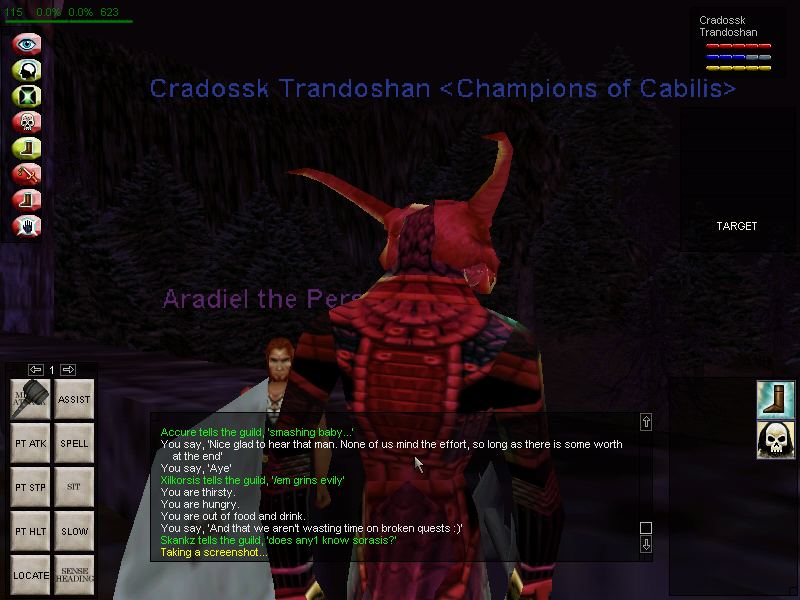 115 0.0% 0.0% 623
Cradossk
Trandoshan
Cradossk Trandoshan <Champions of Cabilis>
TARGET
Aradiel the Pers
1
ASSIST
PT ATK
SPELL
PT STP
SIT
PT HLT
SLOW
LOCATE
SENSE
HEADING
Accure tells the guild, 'smashing baby...'
You say, 'Nice glad to hear that man. None of us mind the effort, so long as there is some worth
at the end'
You say, 'Aye'
Xilkorsis tells the guild, '/em grins evily'
You are thirsty.
You are hungry.
You are out of food and drink.
You say, 'And that we aren't wasting time on broken quests :)'
Skankz tells the guild, 'does any1 know sorasis?'
Taking a screenshot...